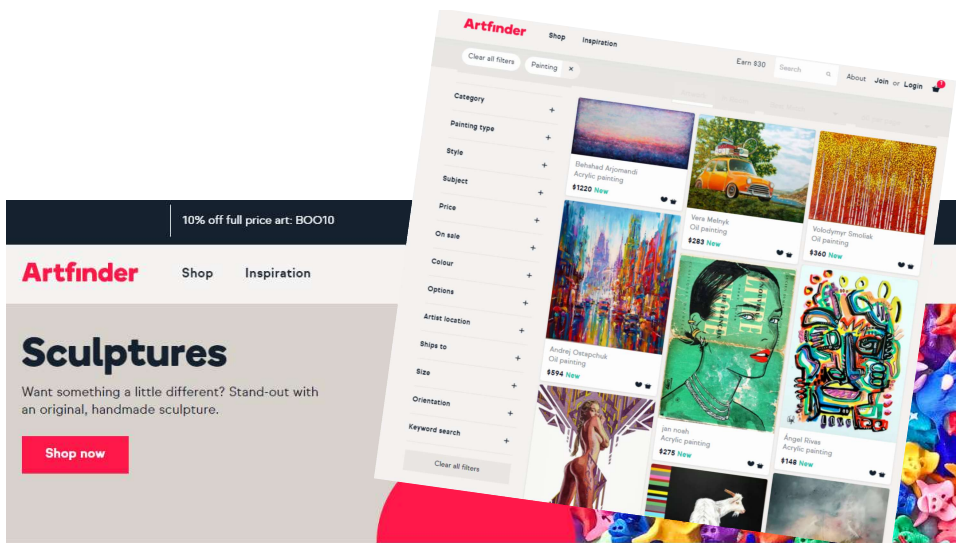 Artfinder
Shop
Inspiration
Earn $30
Search
About
Join or Login
1
Clear all filters
Painting ×
Category +
Painting type +
Style +
Subject +
Price +
On sale +
Colour +
Options +
Artist location +
Ships to +
Size +
Orientation +
Keyword search +
Clear all filters
Behshad Arjomandi
Acrylic painting
$1220 New
Vera Melnyk
Oil painting
$283 New
Volodymyr Smoliak
Oil painting
$360 New
Andrej Ostapchuk
Oil painting
$594 New
LIVRE
jan noah
Acrylic painting
$275 New
Ángel Rivas
Acrylic painting
$148 New
10% off full price art: BOO10
Artfinder
Shop
Inspiration
Sculptures
Want something a little different? Stand-out with
an original, handmade sculpture.
Shop now